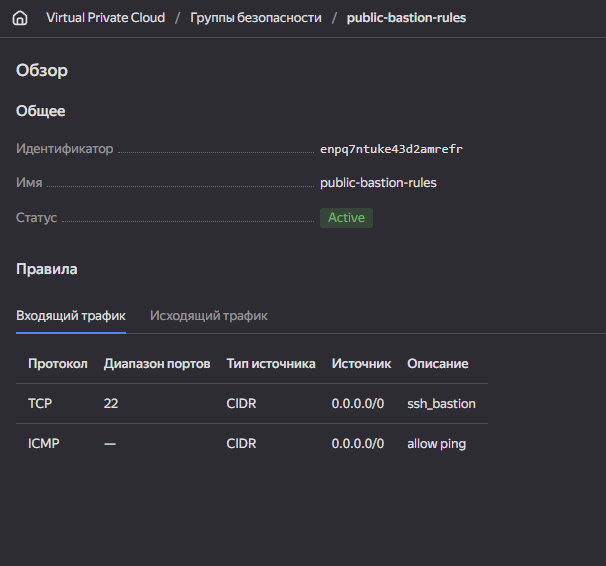 Virtual Private Cloud / Группы безопасности / public-bastion-rules
Обзор
Общее
Идентификатор enpq7ntuke43d2amrefr
Имя public-bastion-rules
Статус Active
Правила
Входящий трафик Исходящий трафик
Протокол Диапазон портов Тип источника Источник Описание
TCP 22 CIDR 0.0.0.0/0 ssh_bastion
ICMP — CIDR 0.0.0.0/0 allow ping